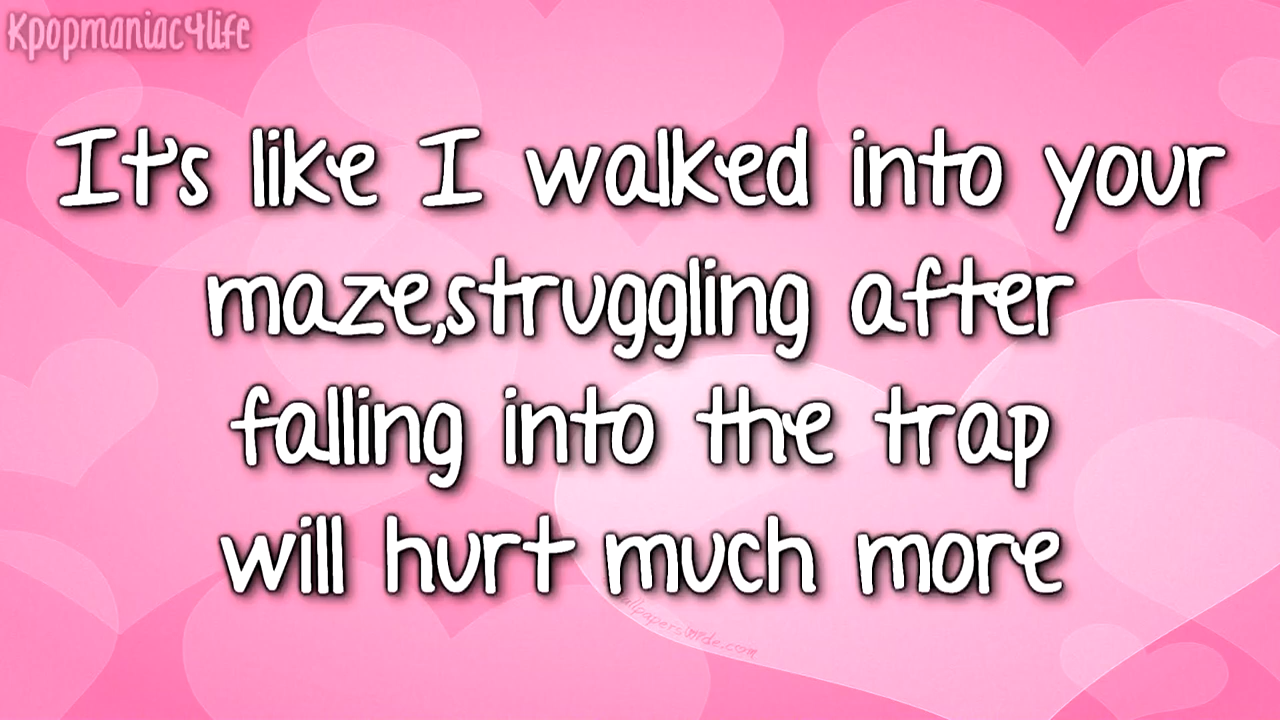 Kpopmaniac4life
It's like I walked into your
maze,struggling after
falling into the trap
will hurt much more